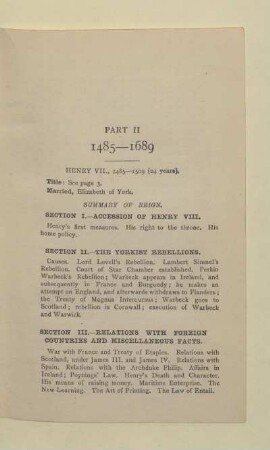 PART II
1485—1689
HENRY VII., 1485—1509 (24 years).
Title: See page 3.
Married, Elizabeth of York.
SUMMARY OF REIGN.
SECTION I.—ACCESSION OF HENRY VIII.
Henry's first measures. His right to the throne. His
home policy.
SECTION II.—THE YORKIST REBELLIONS.
Causes. Lord Lovell's Rebellion. Lambert Simnel's
Rebellion. Court of Star Chamber established. Perkin
Warbeck's Rebellion; Warbeck appears in Ireland, and
subsequently in France and Burgundy; he makes an
attempt on England, and afterwards withdraws to Flanders;
the Treaty of Magnus Intercursus; Warbeck goes to
Scotland; rebellion in Cornwall; execution of Warbeck
and Warwick.
SECTION III.—RELATIONS WITH FOREIGN
COUNTRIES AND MISCELLANEOUS FACTS.
War with France and Treaty of Etaples. Relations with
Scotland, under James III. and James IV. Relations with
Spain. Relations with the Archduke Philip. Affairs in
Ireland; Poynings' Law. Henry's Death and Character.
His means of raising money. Maritime Enterprise. The
New Learning. The Art of Printing. The Law of Entail.